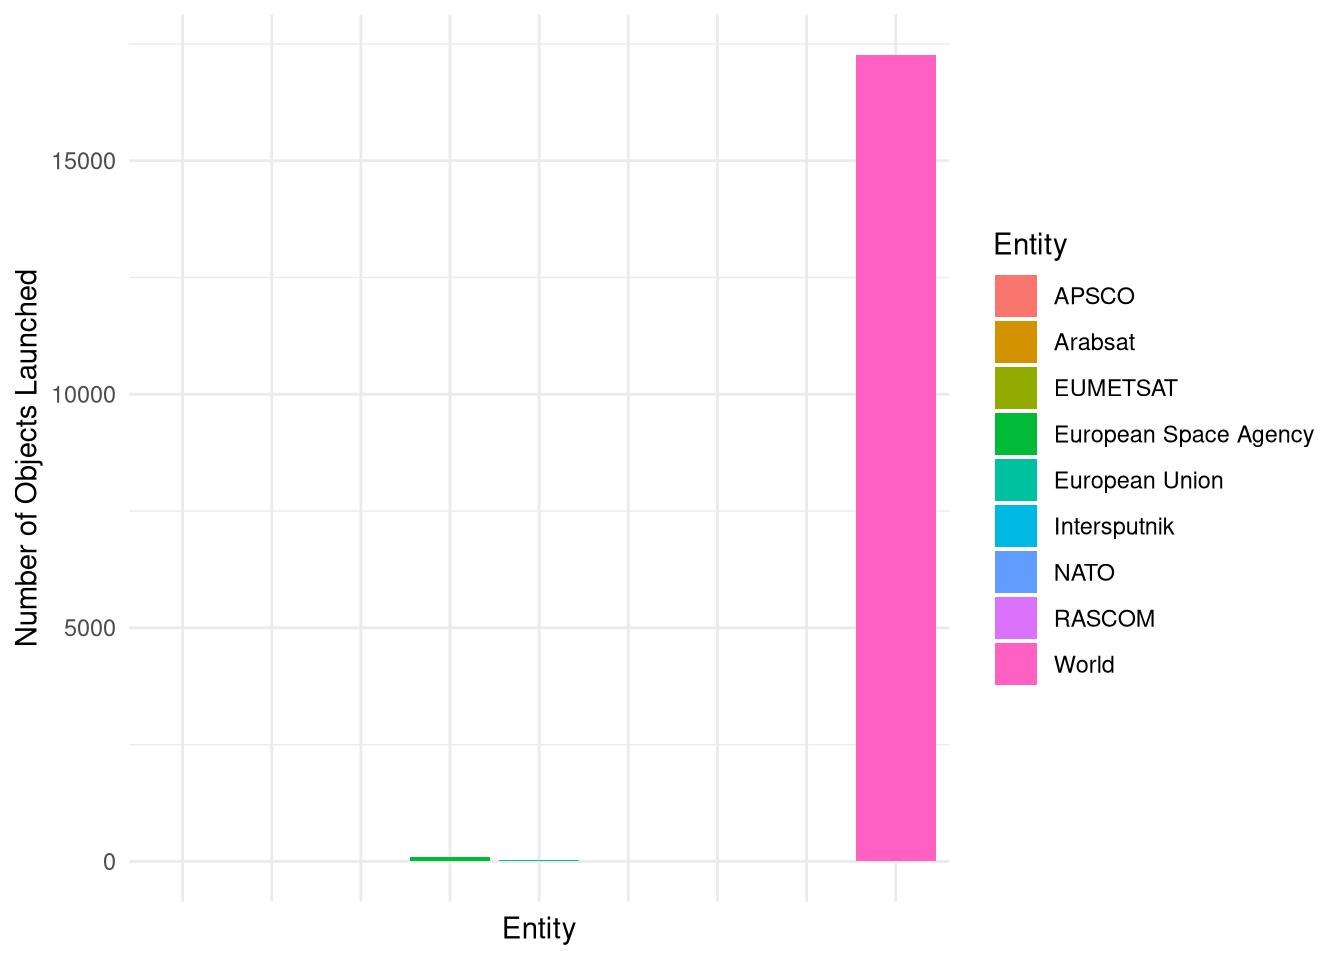 Number of Objects Launched
15000
10000
5000
0
Entity
Entity
APSCO
Arabsat
EUMETSAT
European Space Agency
European Union
Intersputnik
NATO
RASCOM
World